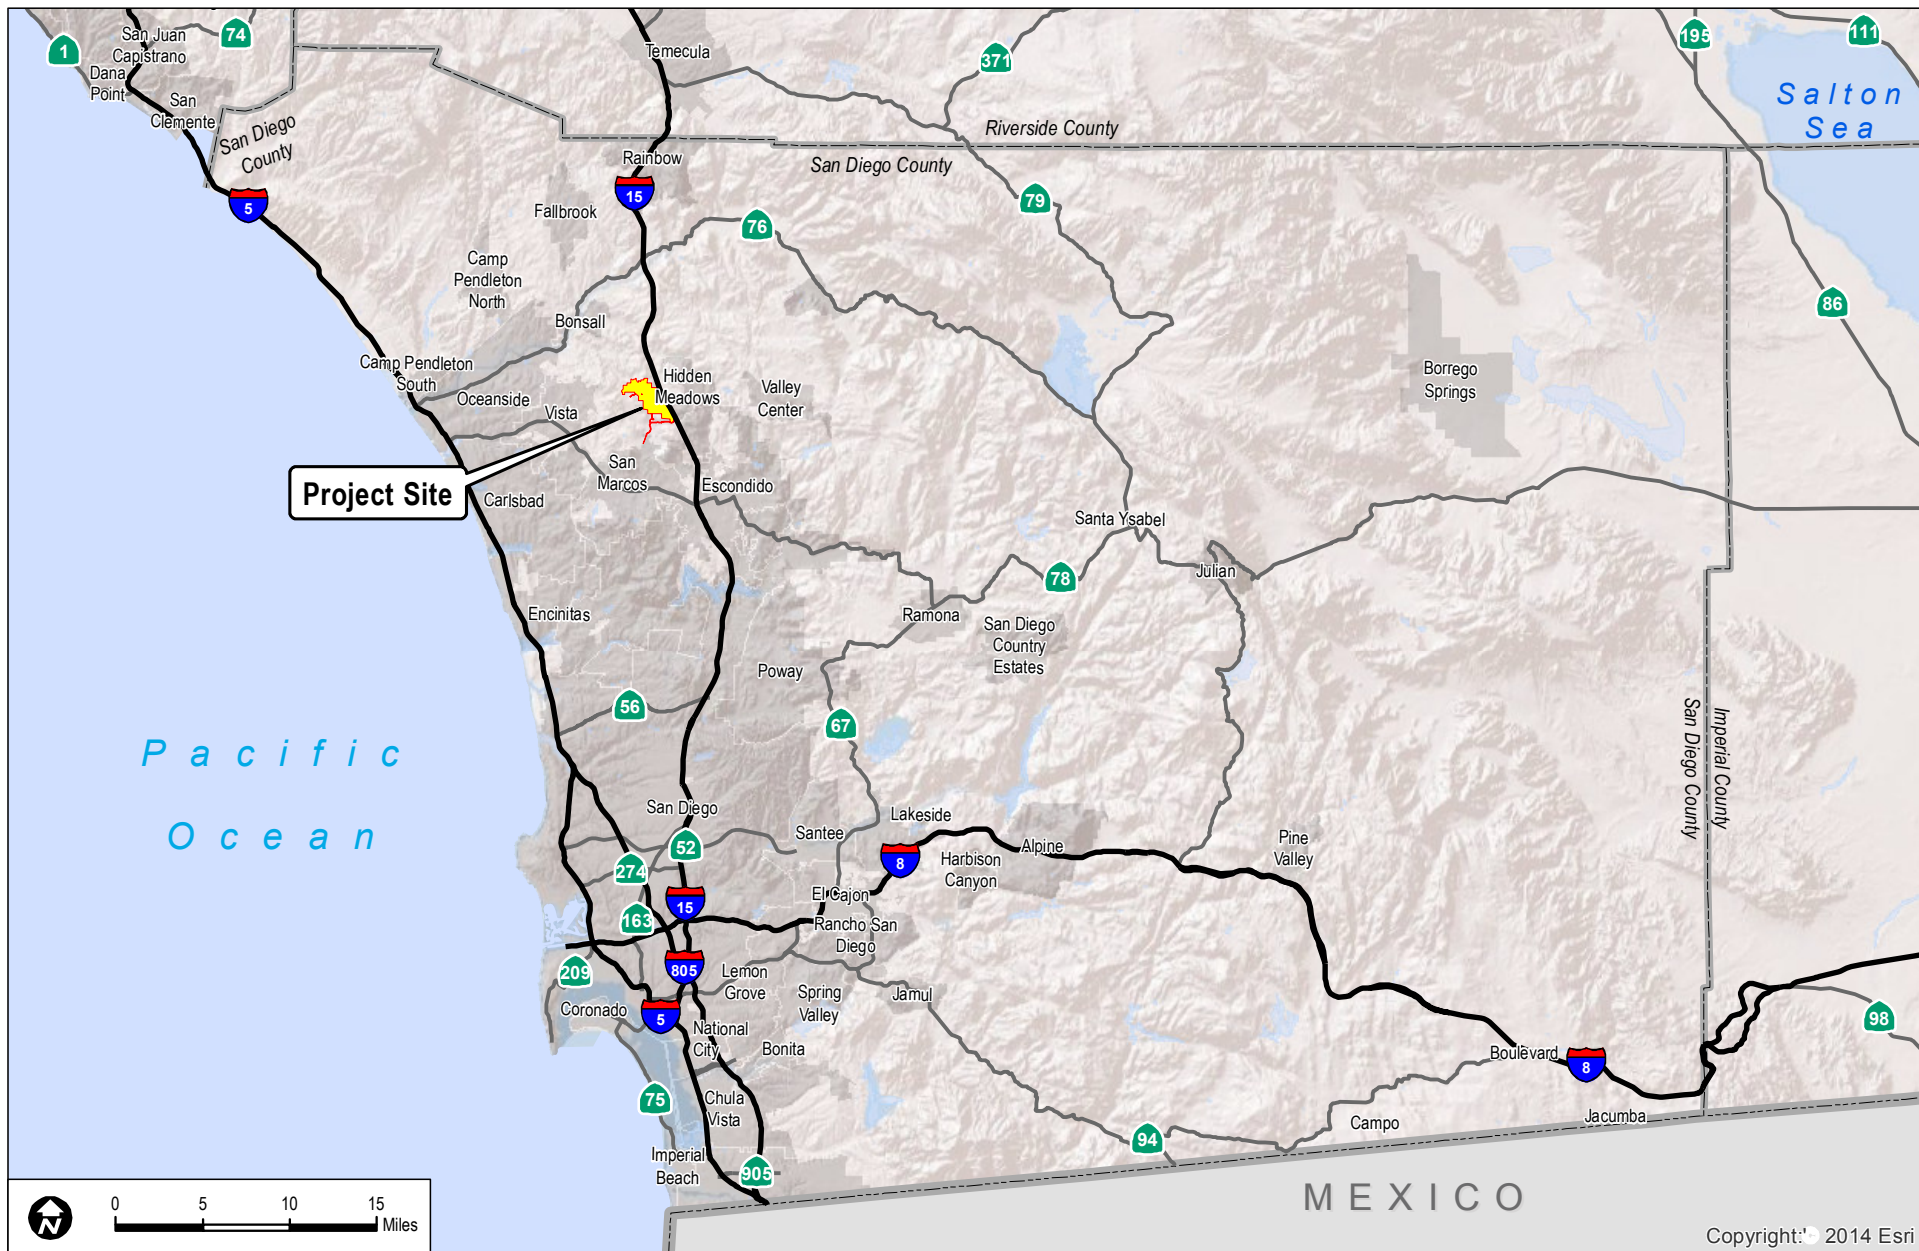 San Juan
Capistrano
74
1
Dana
Point
San
Clemente
San Diego
County
5
Temecula
371
195
111
Salton
Sea
Riverside County
San Diego County
Rainbow
15
Fallbrook
76
79
86
Camp
Pendleton
North
Bonsall
Camp Pendleton
South
Oceanside
Vista
Hidden
Meadows
Valley
Center
Borrego
Springs
Project Site
San
Marcos
Escondido
Carlsbad
Santa Ysabel
Julian
78
Encinitas
Ramona
San Diego
Country
Estates
Poway
56
67
Pacific
Ocean
San Diego County
Imperial County
San Diego
52
Santee
Lakeside
8
Alpine
Harbison
Canyon
Pine
Valley
274
15
163
El Cajon
Rancho San
Diego
209
805
Lemon
Grove
Spring
Valley
Jamul
Coronado
5
National
City
Bonita
98
Boulevard
8
75
Chula
Vista
94
Campo
Jacumba
Imperial
Beach
905
MEXICO
N
0 5 10 15
Miles
Copyright:© 2014 Esri